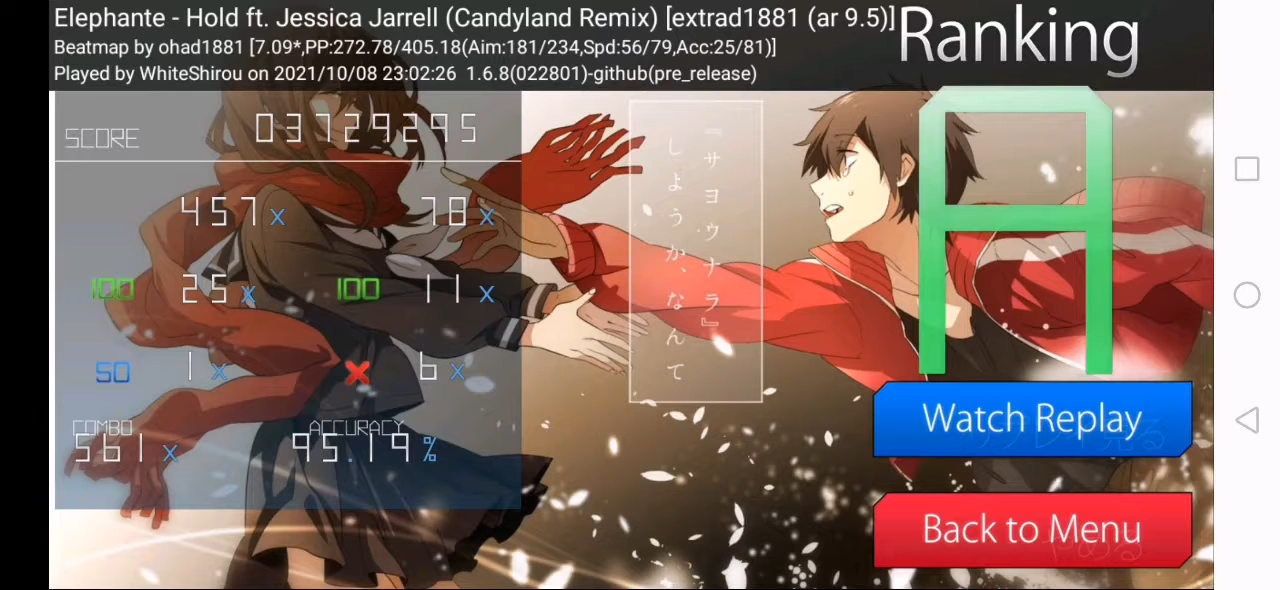 Elephante - Hold ft. Jessica Jarrell (Candyland Remix) [extrad1881 (ar 9.5)]
Beatmap by ohad1881 [7.09*,PP:272.78/405.18(Aim:181/234,Spd:56/79,Acc:25/81)]
Played by WhiteShirou on 2021/10/08 23:02:26 1.6.8(022801)-github(pre_release)
Ranking
SCORE 03729295
457x 78x
100 25x 100 11x
50 1x 6x
COMBO ACCURACY
561x 95.19%
『サヨウナラ』
しようか、なんて
A
Watch Replay
Back to Menu